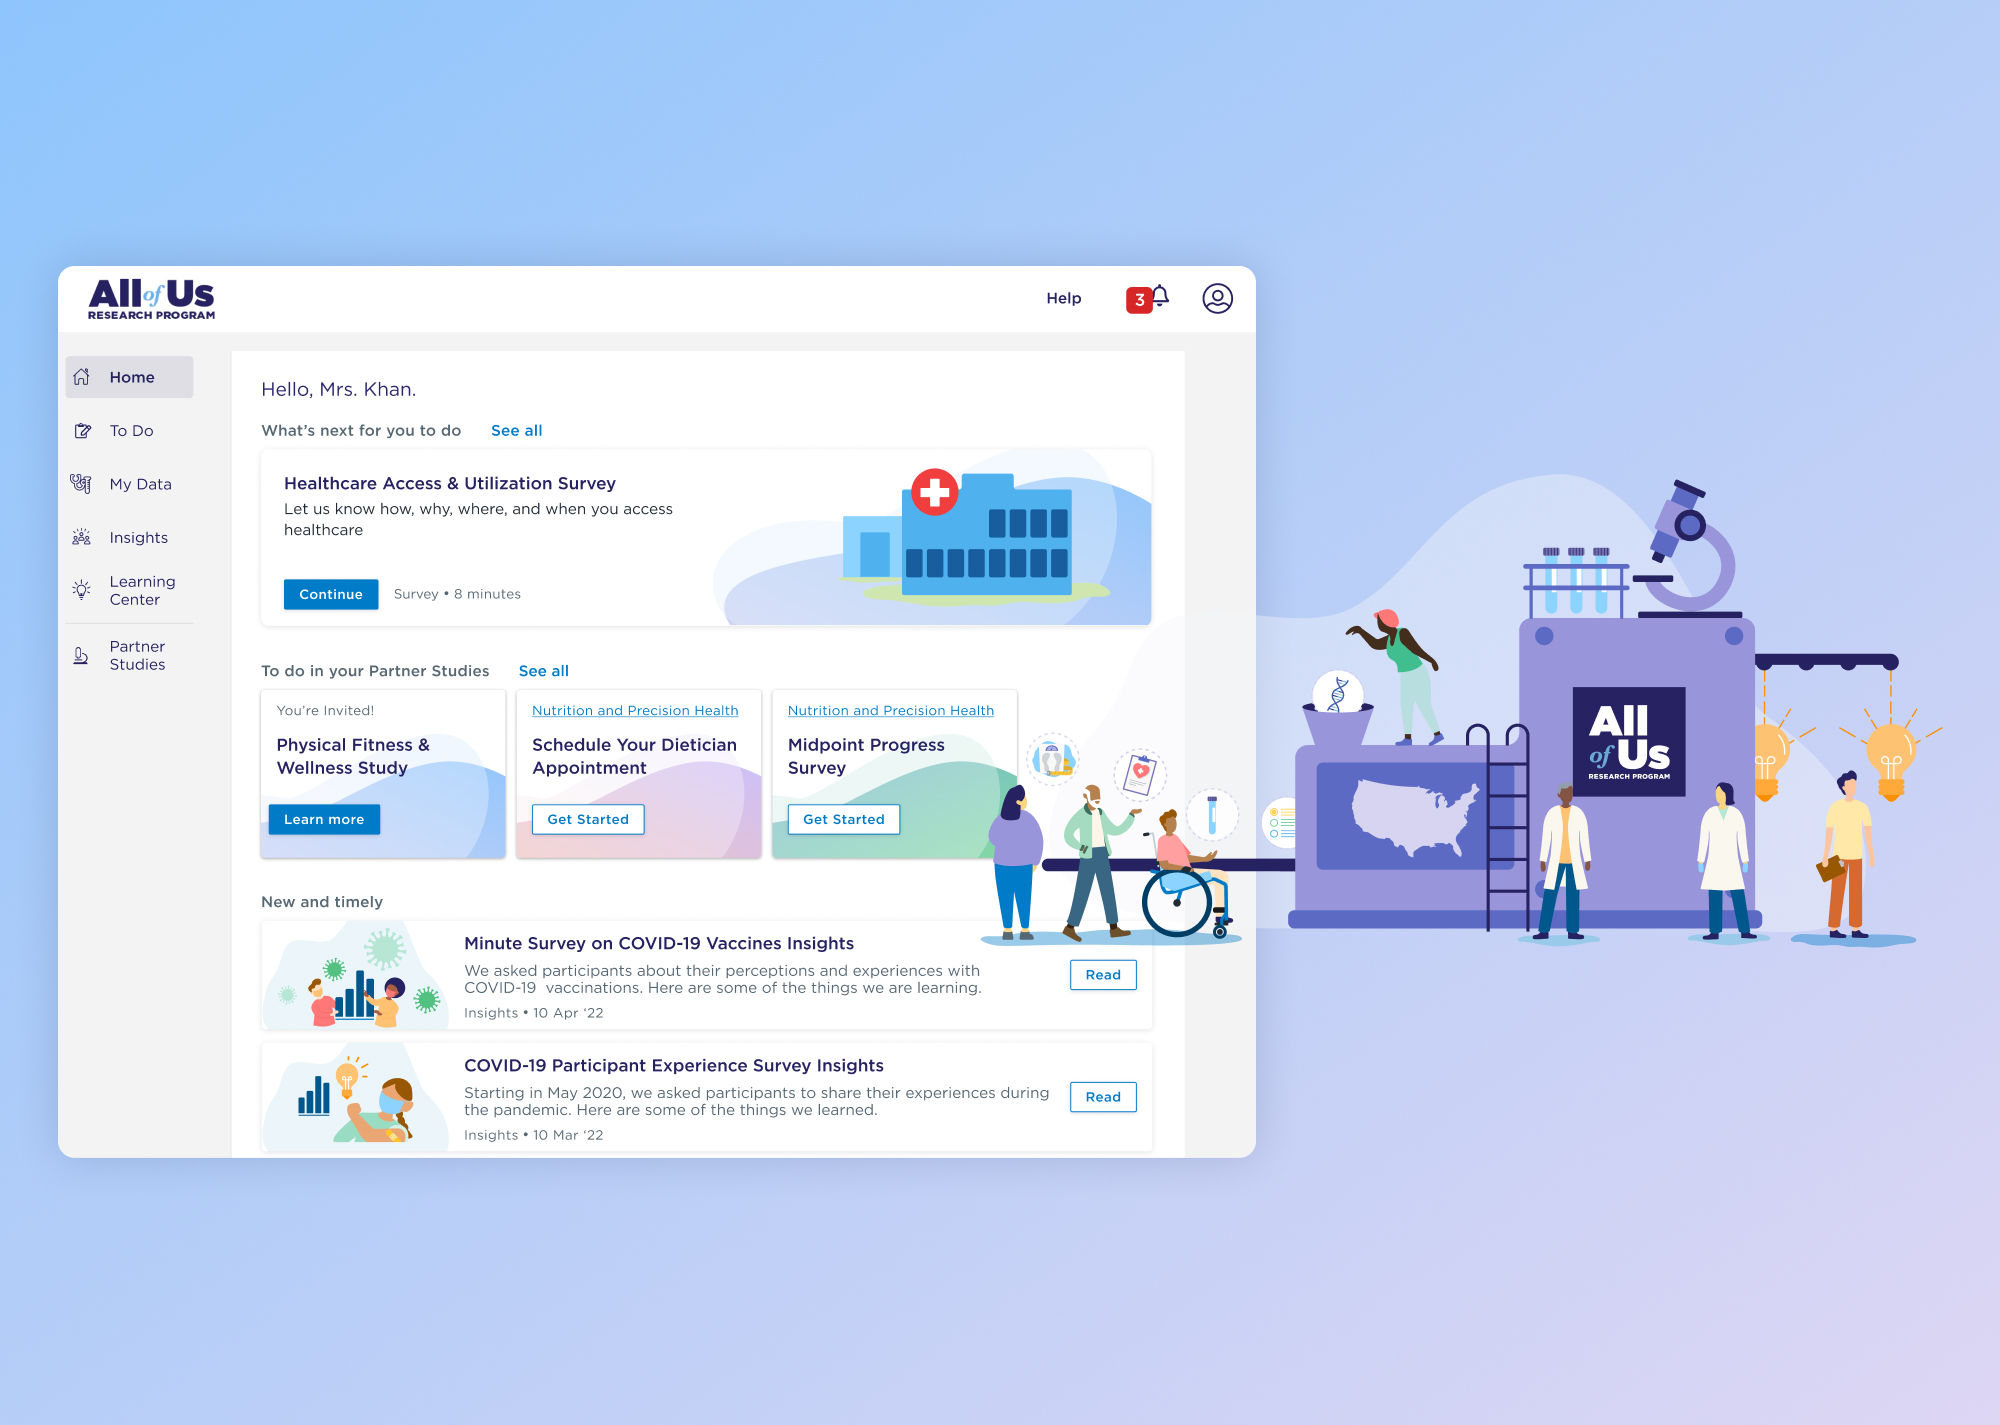 All of Us
RESEARCH PROGRAM
Help
3
Home
To Do
My Data
Insights
Learning
Center
Partner
Studies
Hello, Mrs. Khan.
What’s next for you to do
See all
Healthcare Access & Utilization Survey
Let us know how, why, where, and when you access
healthcare
Continue
Survey • 8 minutes
To do in your Partner Studies
See all
You’re Invited!
Physical Fitness &
Wellness Study
Learn more
Nutrition and Precision Health
Schedule Your Dietician
Appointment
Get Started
Nutrition and Precision Health
Midpoint Progress
Survey
Get Started
New and timely
Minute Survey on COVID-19 Vaccines Insights
We asked participants about their perceptions and experiences with
COVID-19  vaccinations. Here are some of the things we are learning.
Insights • 10 Apr ‘22
Read
COVID-19 Participant Experience Survey Insights
Starting in May 2020, we asked participants to share their experiences during
the pandemic. Here are some of the things we learned.
Insights • 10 Mar ‘22
Read
All
of Us
RESEARCH PROGRAM